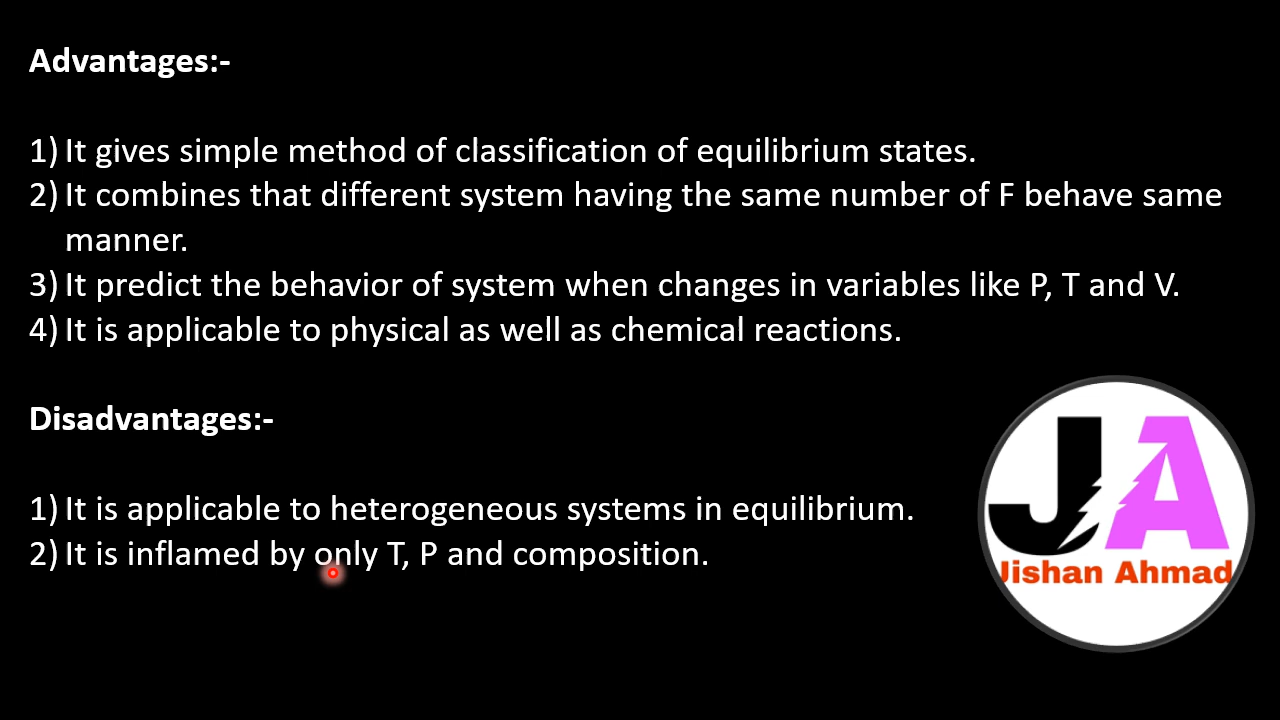 Advantages:-
1) It gives simple method of classification of equilibrium states.
2) It combines that different system having the same number of F behave same
manner.
3) It predict the behavior of system when changes in variables like P, T and V.
4) It is applicable to physical as well as chemical reactions.
Disadvantages:-
1) It is applicable to heterogeneous systems in equilibrium.
2) It is inflamed by only T, P and composition.
JA
Jishan Ahmad